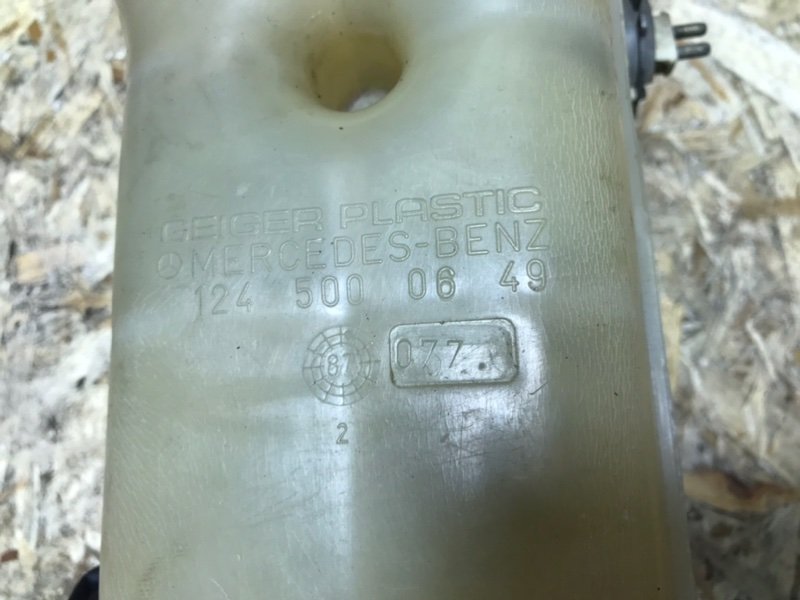 GEIGER PLASTIC
MERCEDES-BENZ
124 500 06 49
87
077
2